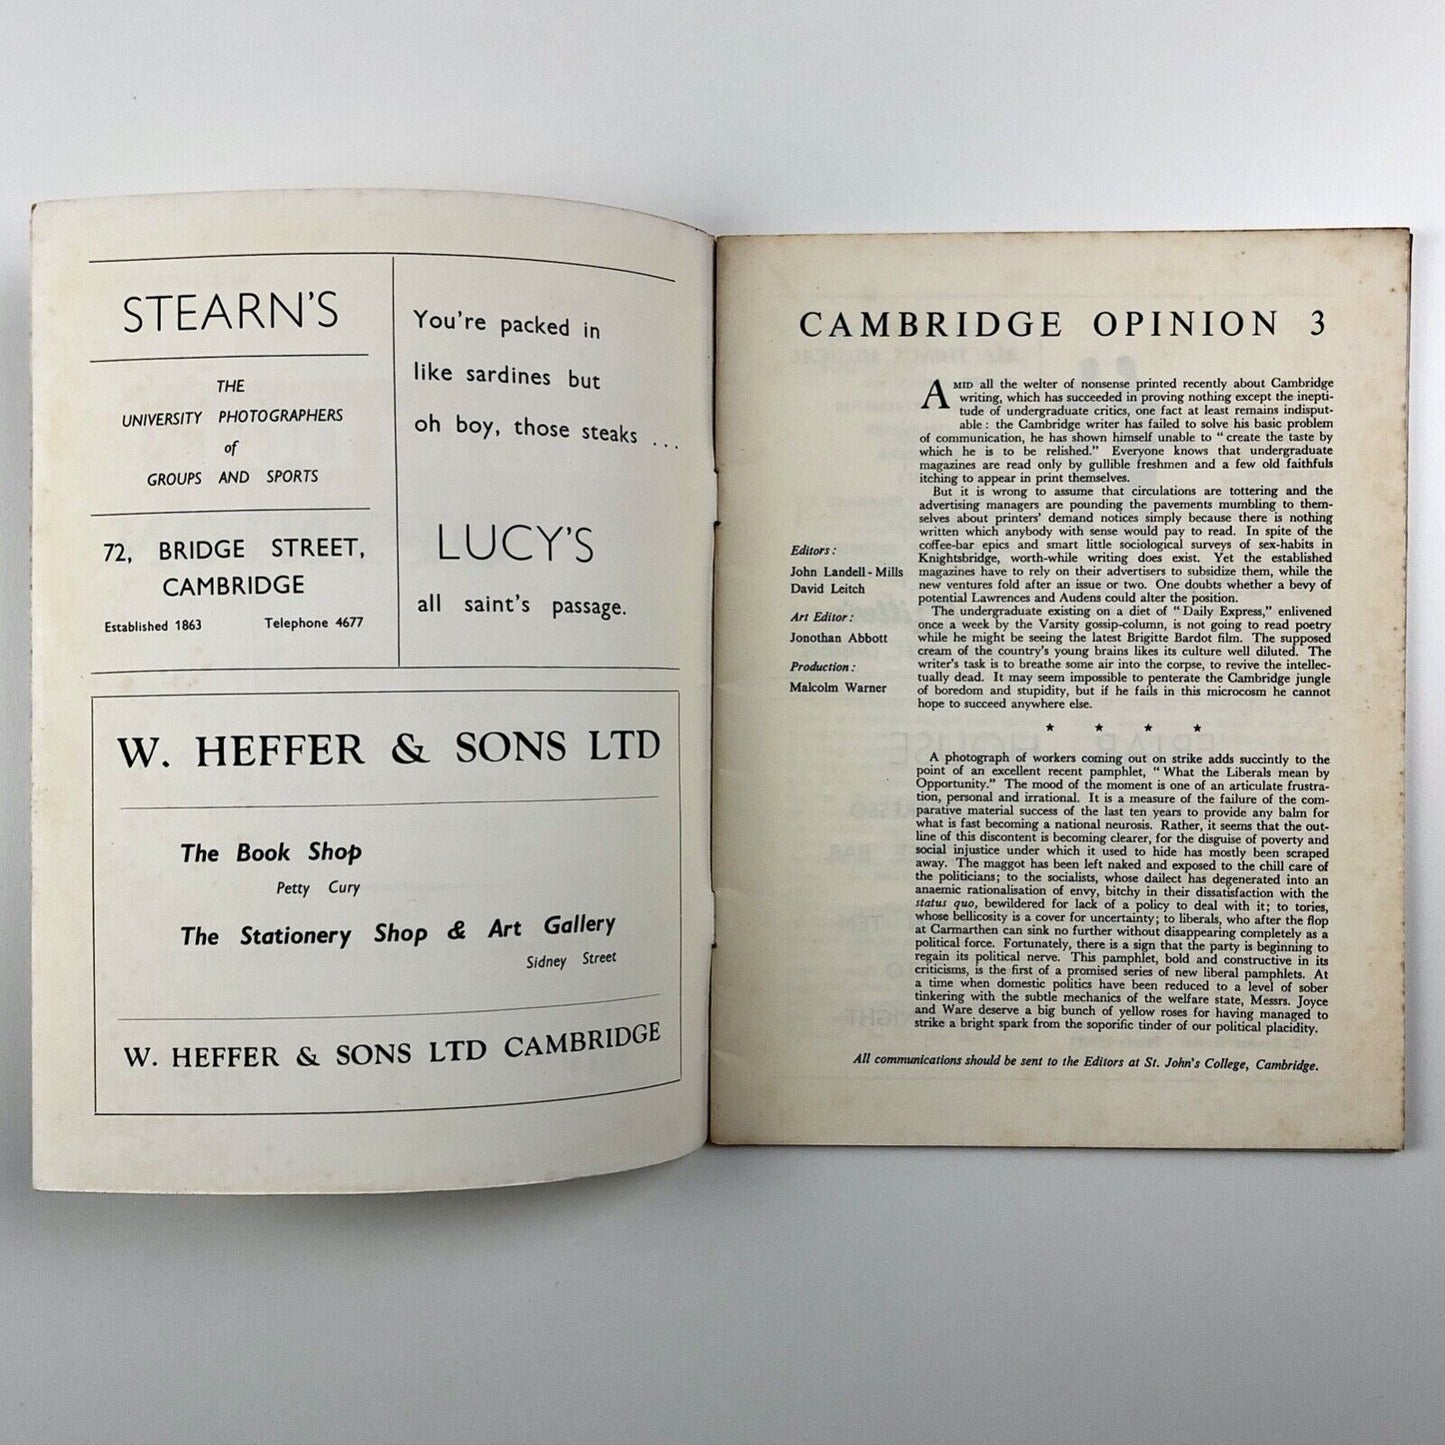 STEARN'S
THE
UNIVERSITY PHOTOGRAPHERS
of
GROUPS AND SPORTS
72, BRIDGE STREET,
CAMBRIDGE
Established 1863 Telephone 4677
You're packed in
like sardines but
oh boy, those steaks ...
LUCY'S
all saint's passage.
W. HEFFER & SONS LTD
The Book Shop
Petty Cury
The Stationery Shop & Art Gallery
Sidney Street
W. HEFFER & SONS LTD CAMBRIDGE
CAMBRIDGE OPINION 3
Editors:
John Landell-Mills
David Leitch
Art Editor:
Jonothan Abbott
Production:
Malcolm Warner
AMID all the welter of nonsense printed recently about Cambridge
writing, which has succeeded in proving nothing except the inepti-
tude of undergraduate critics, one fact at least remains indisput-
able: the Cambridge writer has failed to solve his basic problem
of communication, he has shown himself unable to "create the taste by
which he is to be relished." Everyone knows that undergraduate
magazines are read only by gullible freshmen and a few old faithfuls
itching to appear in print themselves.
But it is wrong to assume that circulations are tottering and the
advertising managers are pounding the pavements mumbling to them-
selves about printers' demand notices simply because there is nothing
written which anybody with sense would pay to read. In spite of the
coffee-bar epics and smart little sociological surveys of sex-habits in
Knightsbridge, worth-while writing does exist. Yet the established
magazines have to rely on their advertisers to subsidize them, while the
new ventures fold after an issue or two. One doubts whether a bevy of
potential Lawrences and Audens could alter the position.
The undergraduate existing on a diet of "Daily Express," enlivened
once a week by the Varsity gossip-column, is not going to read poetry
while he might be seeing the latest Brigitte Bardot film. The supposed
cream of the country's young brains likes its culture well diluted. The
writer's task is to breathe some air into the corpse, to revive the intellec-
tually dead. It may seem impossible to penterate the Cambridge jungle
of boredom and stupidity, but if he fails in this microcosm he cannot
hope to succeed anywhere else.
★ ★ ★ ★
A photograph of workers coming out on strike adds succintly to the
point of an excellent recent pamphlet, "What the Liberals mean by
Opportunity." The mood of the moment is one of an articulate frustra-
tion, personal and irrational. It is a measure of the failure of the com-
parative material success of the last ten years to provide any balm for
what is fast becoming a national neurosis. Rather, it seems that the out-
line of this discontent is becoming clearer, for the disguise of poverty and
social injustice under which it used to hide has mostly been scraped
away. The maggot has been left naked and exposed to the chill care of
the politicians; to the socialists, whose dailect has degenerated into an
anaemic rationalisation of envy, bitchy in their dissatisfaction with the
status quo, bewildered for lack of a policy to deal with it; to tories,
whose bellicosity is a cover for uncertainty; to liberals, who after the flop
at Carmarthen can sink no further without disappearing completely as a
political force. Fortunately, there is a sign that the party is beginning to
regain its political nerve. This pamphlet, bold and constructive in its
criticisms, is the first of a promised series of new liberal pamphlets. At
a time when domestic politics have been reduced to a level of sober
tinkering with the subtle mechanics of the welfare state, Messrs. Joyce
and Ware deserve a big bunch of yellow roses for having managed to
strike a bright spark from the soporific tinder of our political placidity.
All communications should be sent to the Editors at St. John's College, Cambridge.